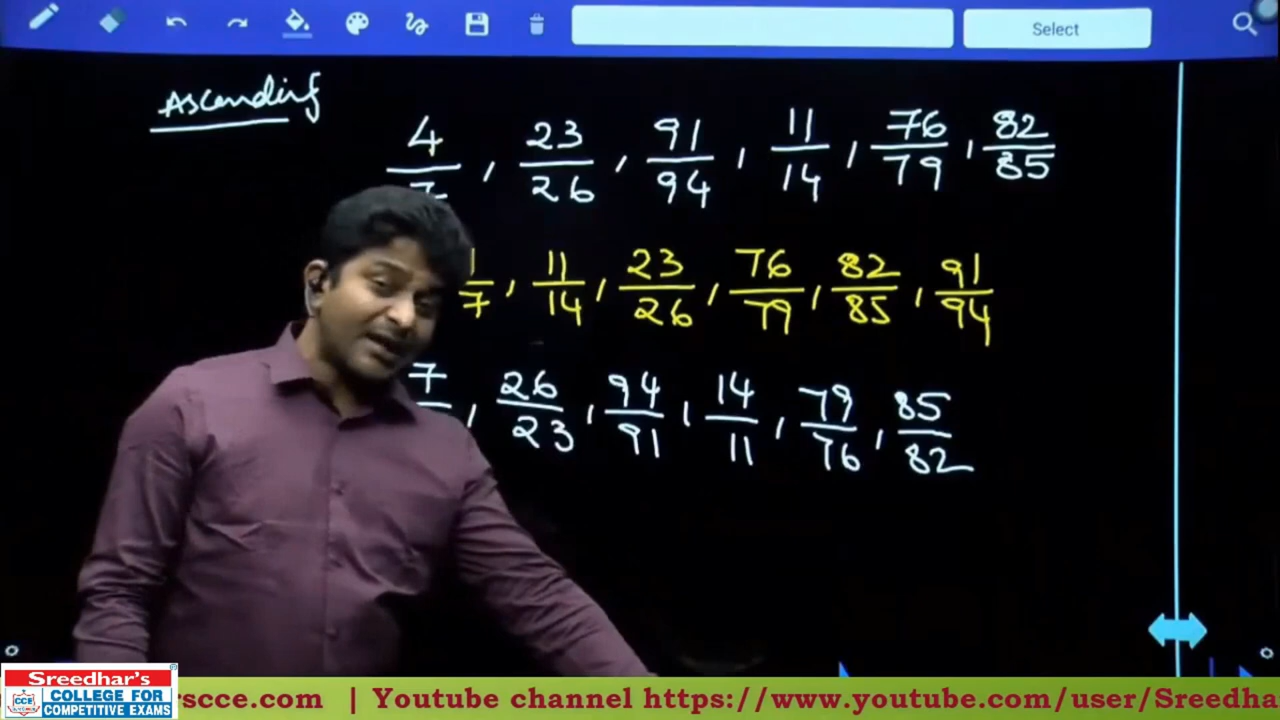 Select
Ascending
4/7, 23/26, 91/94, 11/14, 76/79, 82/85
/7, 11/14, 23/26, 76/79, 82/85, 91/94
7/ , 26/23, 94/91, 14/11, 79/76, 85/82
Sreedhar's
CCE
COLLEGE FOR
COMPETITIVE EXAMS
rscce.com | Youtube channel https://www.youtube.com/user/Sreedha